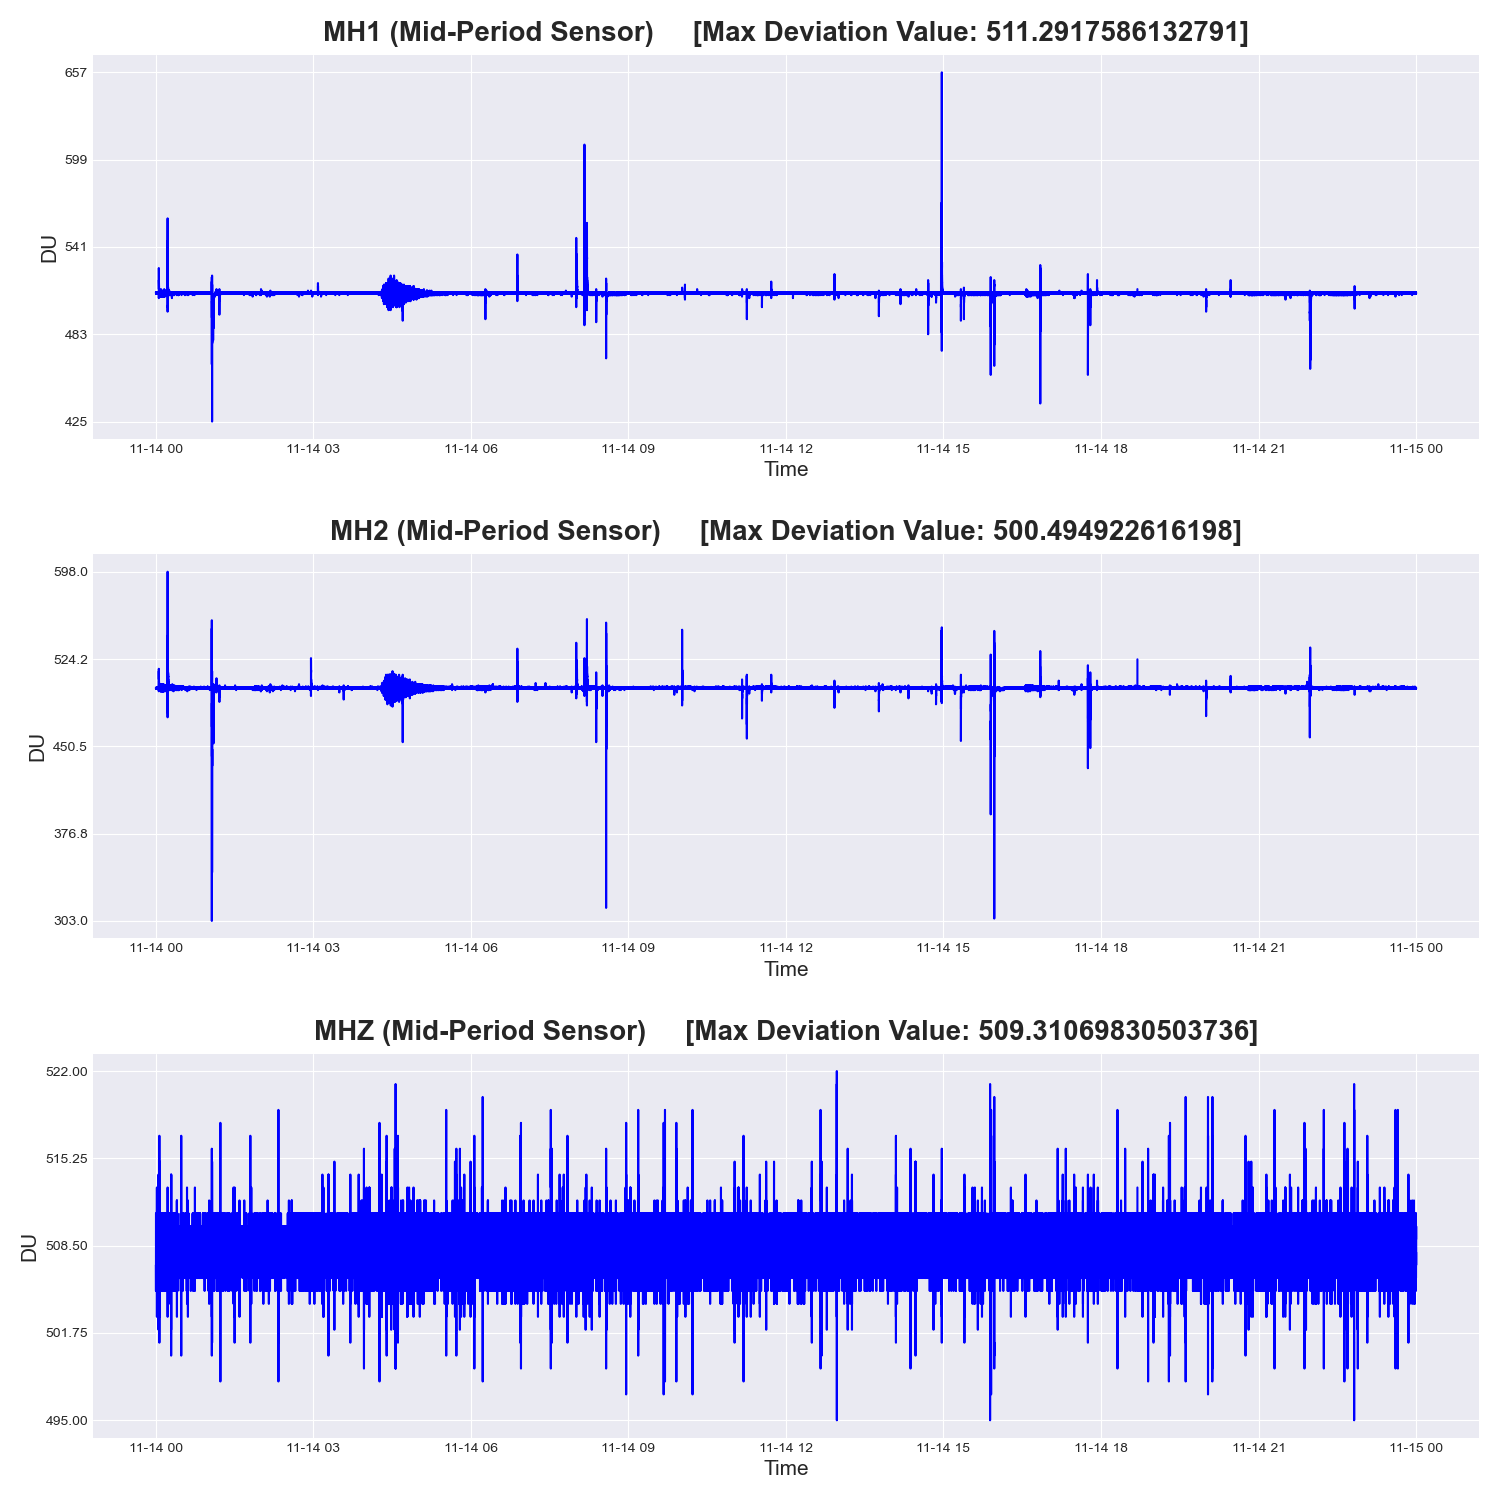 MH1 (Mid-Period Sensor) [Max Deviation Value: 511.2917586132791]
657
599
541
483
425
DU
11-14 00 11-14 03 11-14 06 11-14 09 11-14 12 11-14 15 11-14 18 11-14 21 11-15 00
Time
MH2 (Mid-Period Sensor) [Max Deviation Value: 500.494922616198]
598.0
524.2
450.5
376.8
303.0
DU
11-14 00 11-14 03 11-14 06 11-14 09 11-14 12 11-14 15 11-14 18 11-14 21 11-15 00
Time
MHZ (Mid-Period Sensor) [Max Deviation Value: 509.31069830503736]
522.00
515.25
508.50
501.75
495.00
DU
11-14 00 11-14 03 11-14 06 11-14 09 11-14 12 11-14 15 11-14 18 11-14 21 11-15 00
Time